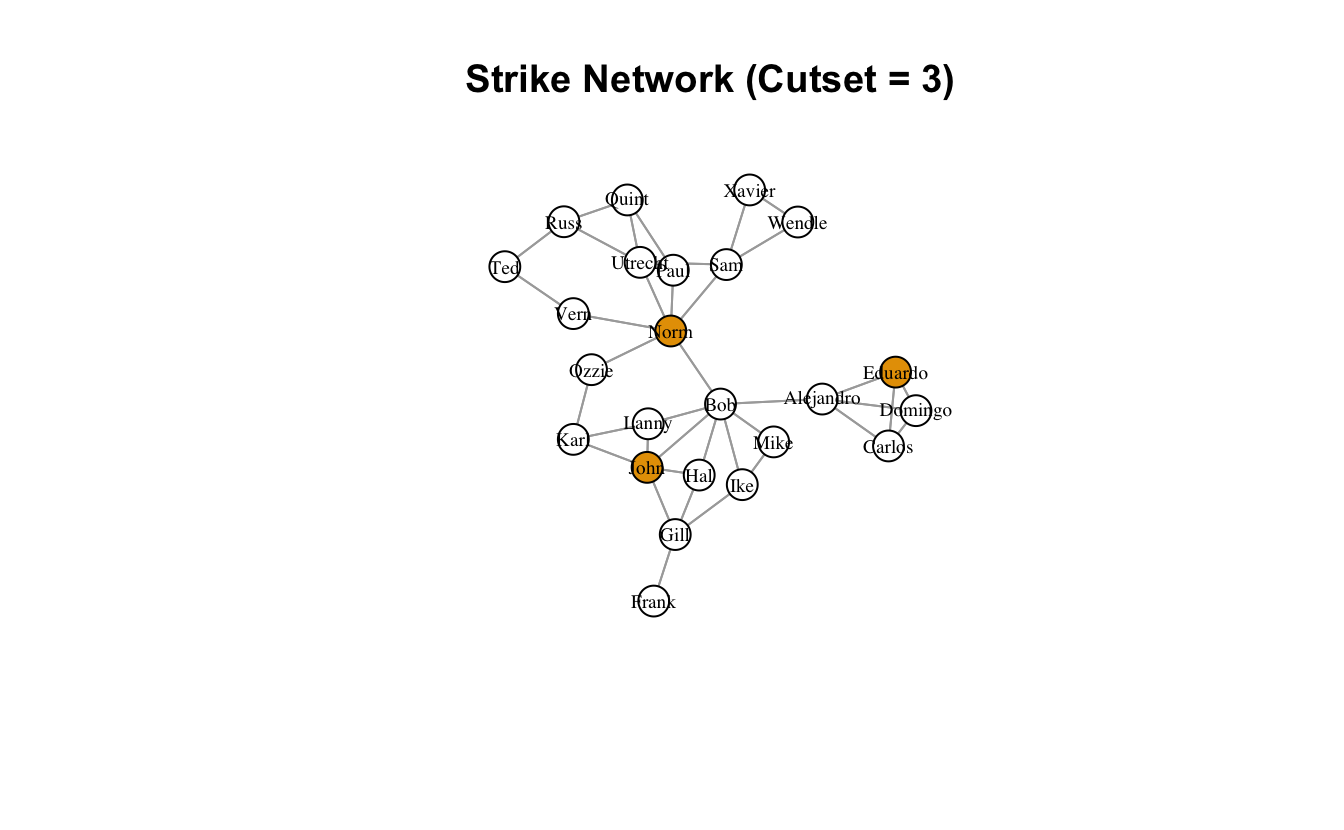 Strike Network (Cutset = 3)
Xavier
Quint
Wendle
Russ
Utrecht
Sam
Ted
Paul
Vern
Norm
Ozzie
Eduardo
Alejandro
Bob
Domingo
Lanny
Karl
Mike
Carlos
John
Hal
Ike
Gill
Frank